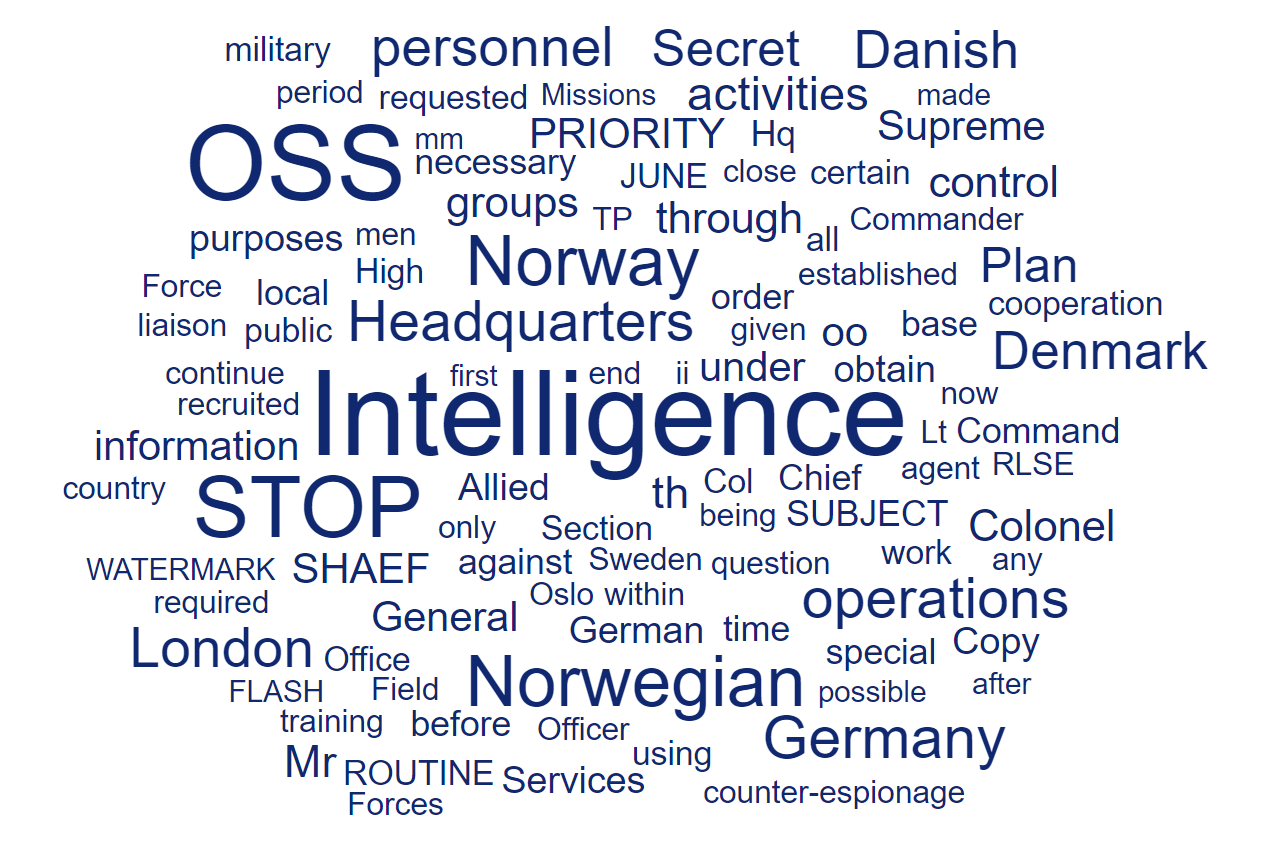 military personnel Secret Danish
period requested Missions activities made
OSS mm PRIORITY Hq Supreme
necessary JUNE close certain control
groups TP through Commander
purposes men Norway all Plan
Force local High order established cooperation
liaison public Headquarters given oo base Denmark
continue first end ii under obtain now
recruited Intelligence Lt Command
information agent RLSE
country STOP Allied th Col Chief
only Section being SUBJECT Colonel
WATERMARK SHAEF against Sweden question work any
required General Oslo within operations
London Office German time special Copy
FLASH Field Norwegian possible after
training before Officer using Germany
Mr ROUTINE Services counter-espionage
Forces